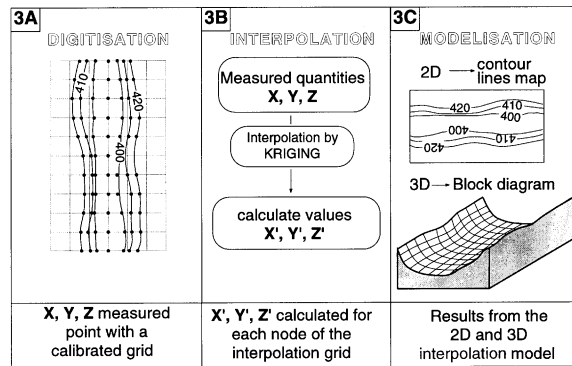 3A
DIGITISATION
410
420
400
X, Y, Z measured
point with a
calibrated grid
3B
INTERPOLATION
Measured quantities
X, Y, Z
Interpolation by
KRIGING
calculate values
X', Y', Z'
X', Y', Z' calculated for
each node of the
interpolation grid
3C
MODELISATION
2D → contour
lines map
420 410
400
400
420 410
3D → Block diagram
Results from the
2D and 3D
interpolation model